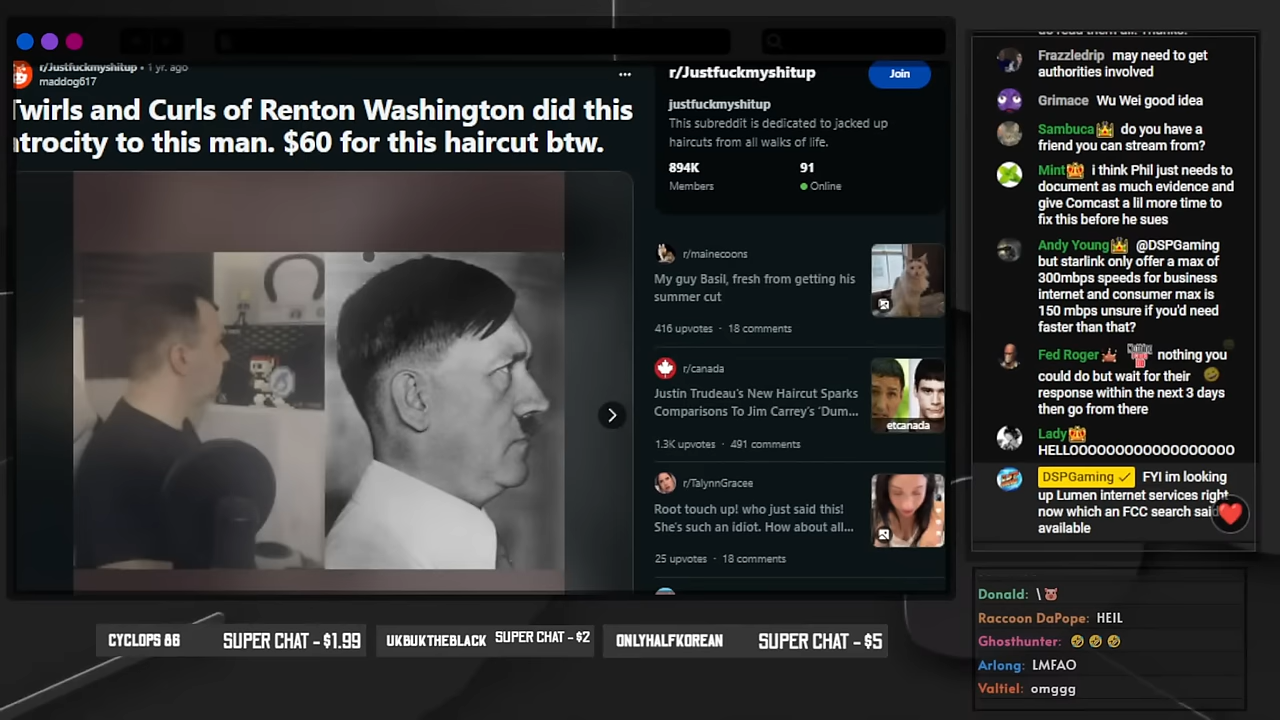 r/Justfuckmyshitup • 1 yr. ago
maddog617
Twirls and Curls of Renton Washington did this
atrocity to this man. $60 for this haircut btw.
r/Justfuckmyshitup
Join
justfuckmyshitup
This subreddit is dedicated to jacked up
haircuts from all walks of life.
894K
91
Members
Online
r/mainecoons
My guy Basil, fresh from getting his
summer cut
416 upvotes · 18 comments
r/canada
Justin Trudeau's New Haircut Sparks
Comparisons To Jim Carrey's 'Dum...
etcanada
1.3K upvotes · 491 comments
r/TalynnGracee
Root touch up! who just said this!
She's such an idiot. How about all...
25 upvotes · 18 comments
do read them all. Thanks!
Frazzledrip may need to get
authorities involved
Grimace Wu Wei good idea
Sambuca do you have a
friend you can stream from?
Mint i think Phil just needs to
document as much evidence and
give Comcast a lil more time to
fix this before he sues
Andy Young @DSPGaming
but starlink only offer a max of
300mbps speeds for business
internet and consumer max is
150 mbps unsure if you'd need
faster than that?
Fed Roger nothing you
could do but wait for their
response within the next 3 days
then go from there
Lady
HELLOOOOOOOOOOOOOOOOOO
DSPGaming ✓ FYI im looking
up Lumen internet services right
now which an FCC search said
available
Donald: \
Raccoon DaPope: HEIL
Ghosthunter: 🤣 🤣 🤣
Arlong: LMFAO
Valtiel: omggg
CYCLOPS 86 SUPER CHAT - $1.99
UKBUKTHEBLACK SUPER CHAT - $2
ONLYHALFKOREAN SUPER CHAT - $5